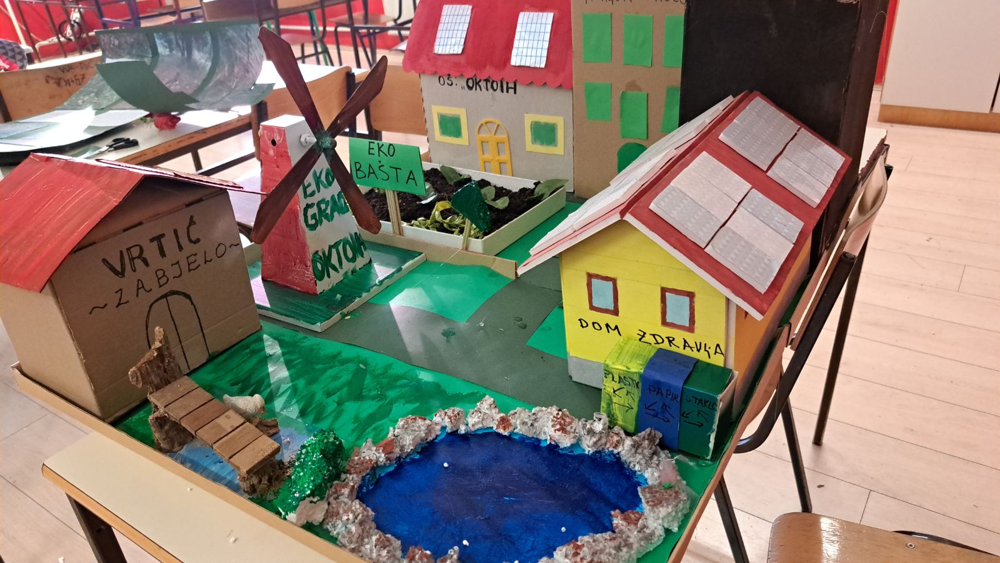 OŠ: „OKTOIH
EKO
BAŠTA
EKO
GRAD
OKTOIH
VRTIĆ
~ZABJELO~
DOM ZDRAVLJA
PLASTIK
PAPIR
STAKLO